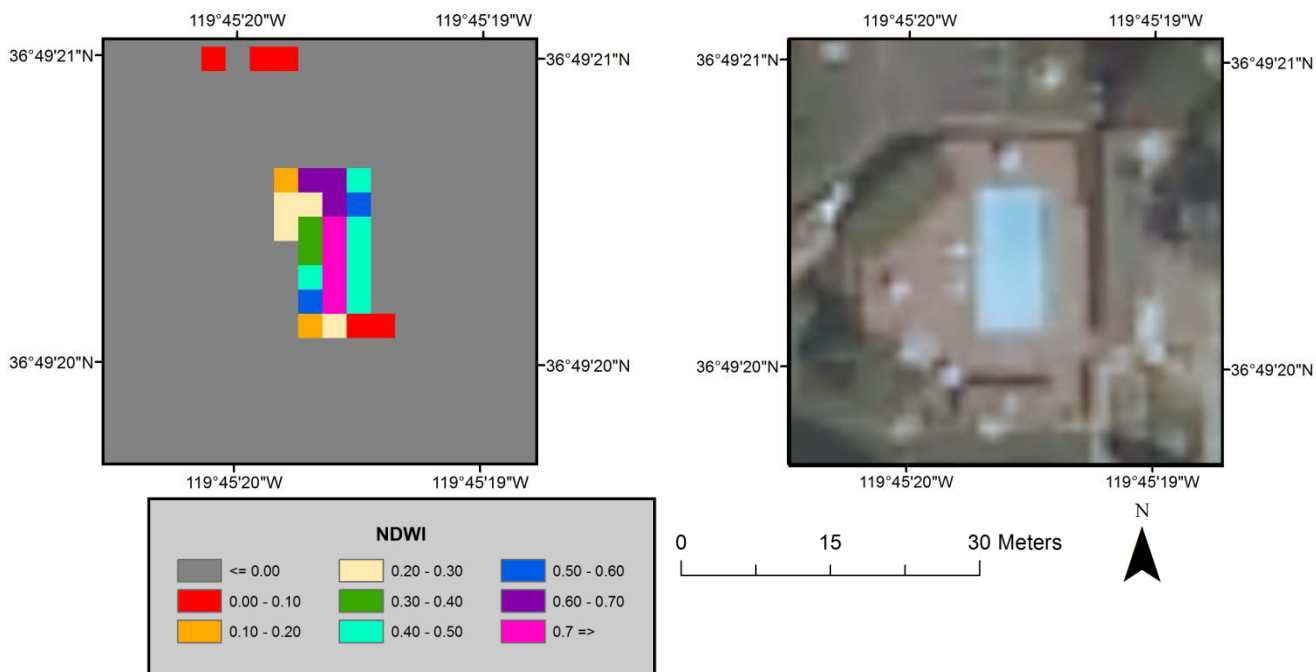 119°45'20"W 119°45'19"W 119°45'20"W 119°45'19"W
36°49'21"N 36°49'21"N 36°49'21"N 36°49'21"N
36°49'20"N 36°49'20"N 36°49'20"N 36°49'20"N
119°45'20"W 119°45'19"W 119°45'20"W 119°45'19"W
NDWI
<= 0.00 0.20 - 0.30 0.50 - 0.60
0.00 - 0.10 0.30 - 0.40 0.60 - 0.70
0.10 - 0.20 0.40 - 0.50 0.7 =>
0 15 30 Meters
N